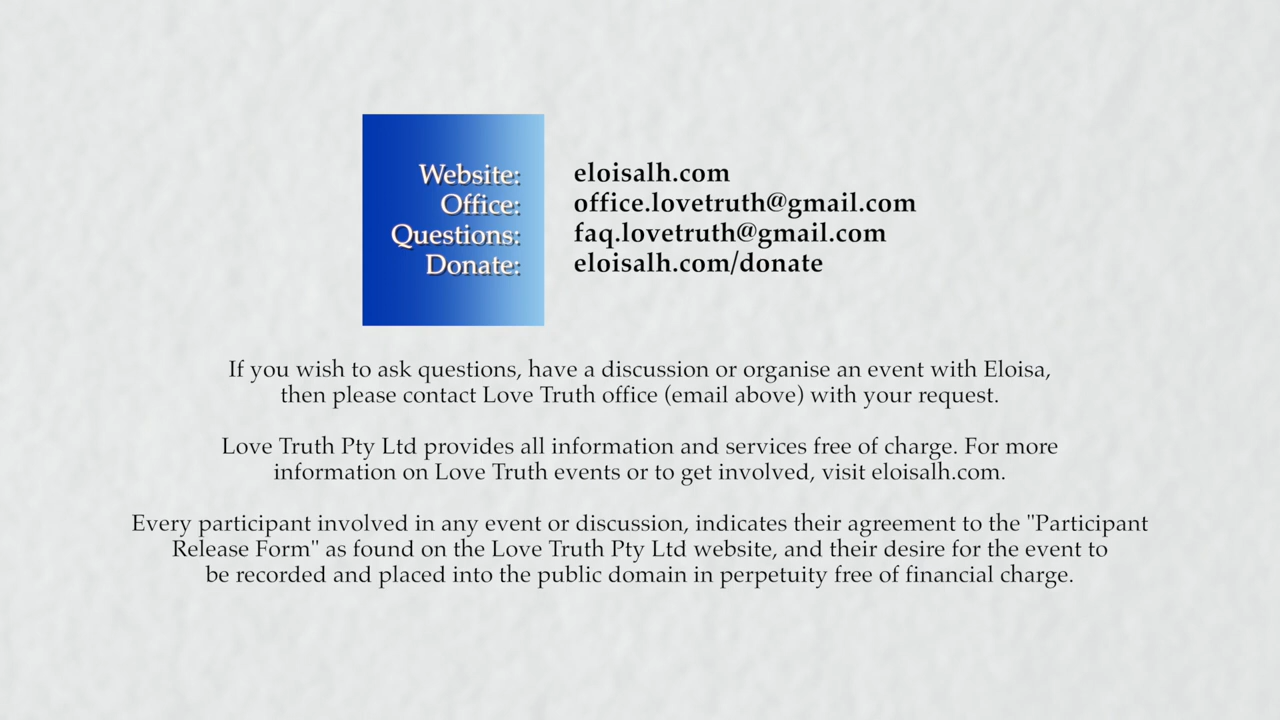 Website: eloisalh.com
Office: office.lovetruth@gmail.com
Questions: faq.lovetruth@gmail.com
Donate: eloisalh.com/donate
If you wish to ask questions, have a discussion or organise an event with Eloisa,
then please contact Love Truth office (email above) with your request.
Love Truth Pty Ltd provides all information and services free of charge. For more
information on Love Truth events or to get involved, visit eloisalh.com.
Every participant involved in any event or discussion, indicates their agreement to the "Participant
Release Form" as found on the Love Truth Pty Ltd website, and their desire for the event to
be recorded and placed into the public domain in perpetuity free of financial charge.